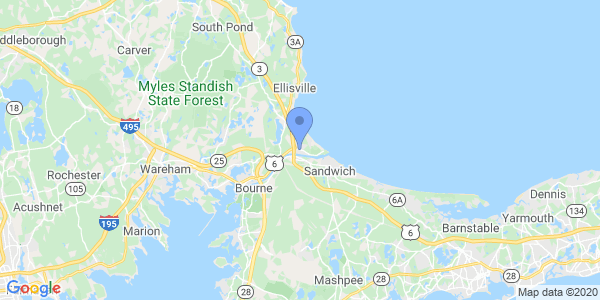 South Pond
ddleborough
3A
Carver
3
Ellisville
Myles Standish
State Forest
18
495
25
6
Rochester
Wareham
Sandwich
105
Bourne
6A
Dennis
Acushnet
134
Yarmouth
195
Barnstable
Marion
6
28
Mashpee
28
28
28
Google
Map data ©2020